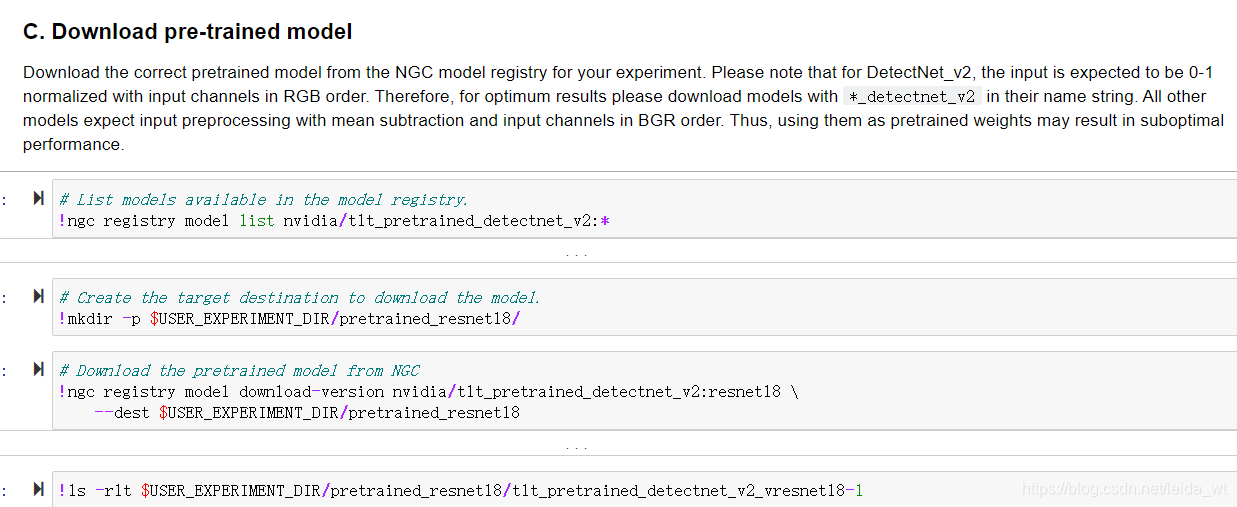 C. Download pre-trained model
Download the correct pretrained model from the NGC model registry for your experiment. Please note that for DetectNet_v2, the input is expected to be 0-1
normalized with input channels in RGB order. Therefore, for optimum results please download models with *_detectnet_v2 in their name string. All other
models expect input preprocessing with mean subtraction and input channels in BGR order. Thus, using them as pretrained weights may result in suboptimal
performance.
:
# List models available in the model registry.
!ngc registry model list nvidia/tlt_pretrained_detectnet_v2:*
...
:
# Create the target destination to download the model.
!mkdir -p $USER_EXPERIMENT_DIR/pretrained_resnet18/
:
# Download the pretrained model from NGC
!ngc registry model download-version nvidia/tlt_pretrained_detectnet_v2:resnet18 \
--dest $USER_EXPERIMENT_DIR/pretrained_resnet18
...
:
!ls -rlt $USER_EXPERIMENT_DIR/pretrained_resnet18/tlt_pretrained_detectnet_v2_vresnet18-1
https://blog.csdn.net/leida_wt